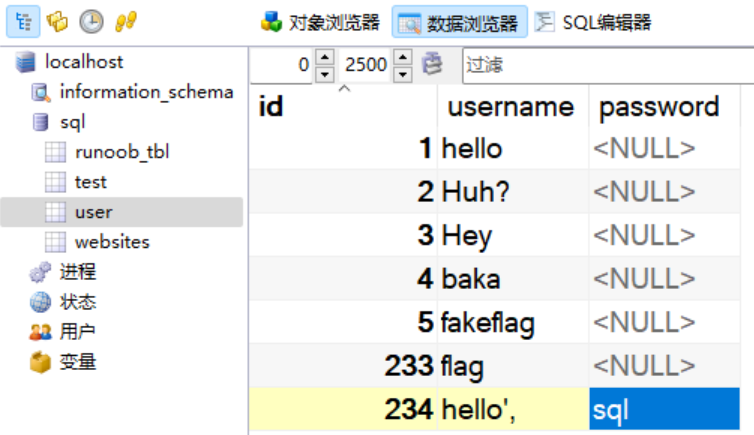 对象浏览器 数据浏览器 SQL编辑器
localhost
information_schema
sql
runoob_tbl
test
user
websites
进程
状态
用户
变量
0 2500 过滤
id username password
1 hello <NULL>
2 Huh? <NULL>
3 Hey <NULL>
4 baka <NULL>
5 fakeflag <NULL>
233 flag <NULL>
234 hello', sql